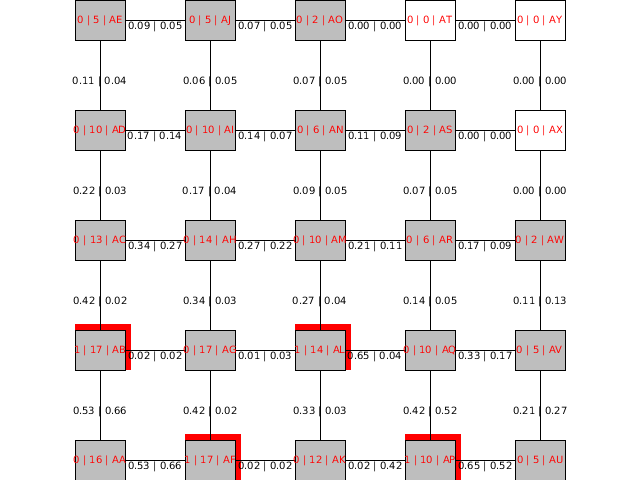 0 | 5 | AE 0.09 | 0.05 0 | 5 | AJ 0.07 | 0.05 0 | 2 | AO 0.00 | 0.00 0 | 0 | AT 0.00 | 0.00 0 | 0 | AY
0.11 | 0.04 0.06 | 0.05 0.07 | 0.05 0.00 | 0.00 0.00 | 0.00
0 | 10 | AD 0.17 | 0.14 0 | 10 | AI 0.14 | 0.07 0 | 6 | AN 0.11 | 0.09 0 | 2 | AS 0.00 | 0.00 0 | 0 | AX
0.22 | 0.03 0.17 | 0.04 0.09 | 0.05 0.07 | 0.05 0.00 | 0.00
0 | 13 | AC 0.34 | 0.27 0 | 14 | AH 0.27 | 0.22 0 | 10 | AM 0.21 | 0.11 0 | 6 | AR 0.17 | 0.09 0 | 2 | AW
0.42 | 0.02 0.34 | 0.03 0.27 | 0.04 0.14 | 0.05 0.11 | 0.13
1 | 17 | AB 0.02 | 0.02 0 | 17 | AG 0.01 | 0.03 1 | 14 | AL 0.65 | 0.04 0 | 10 | AQ 0.33 | 0.17 0 | 5 | AV
0.53 | 0.66 0.42 | 0.02 0.33 | 0.03 0.42 | 0.52 0.21 | 0.27
0 | 16 | AA 0.53 | 0.66 1 | 17 | AF 0.02 | 0.02 0 | 12 | AK 0.02 | 0.42 1 | 10 | AP 0.65 | 0.52 0 | 5 | AU